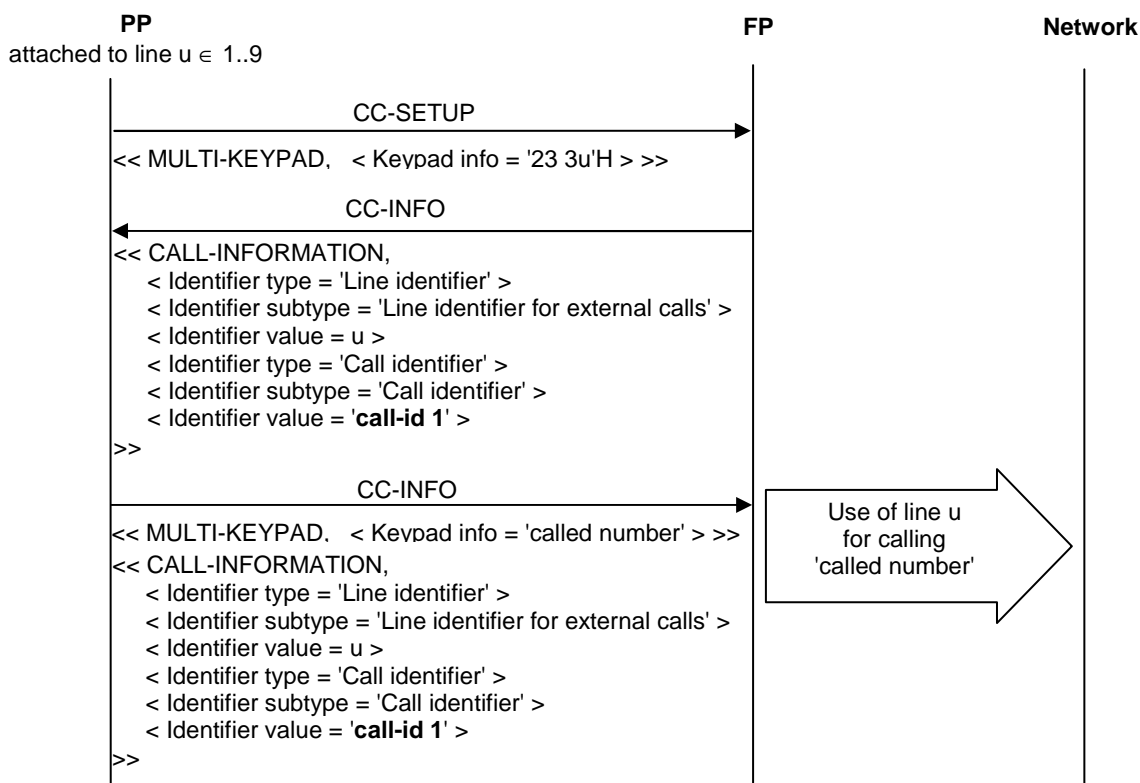 PP
attached to line u ∈ 1..9
FP
Network
CC-SETUP
<< MULTI-KEYPAD, < Keypad info = '23 3u'H > >>
CC-INFO
<< CALL-INFORMATION,
< Identifier type = 'Line identifier' >
< Identifier subtype = 'Line identifier for external calls' >
< Identifier value = u >
< Identifier type = 'Call identifier' >
< Identifier subtype = 'Call identifier' >
< Identifier value = 'call-id 1' >
>>
CC-INFO
<< MULTI-KEYPAD, < Keypad info = 'called number' > >>
<< CALL-INFORMATION,
< Identifier type = 'Line identifier' >
< Identifier subtype = 'Line identifier for external calls' >
< Identifier value = u >
< Identifier type = 'Call identifier' >
< Identifier subtype = 'Call identifier' >
< Identifier value = 'call-id 1' >
>>
Use of line u
for calling
'called number'